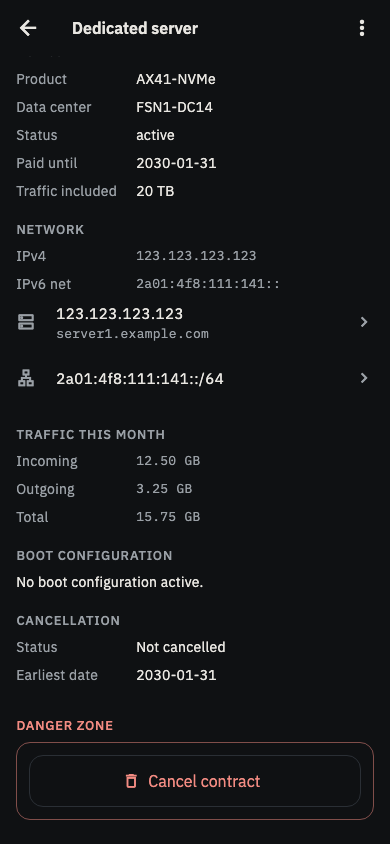 Dedicated server
Product AX41-NVMe
Data center FSN1-DC14
Status active
Paid until 2030-01-31
Traffic included 20 TB
NETWORK
IPv4 123.123.123.123
IPv6 net 2a01:4f8:111:141::
123.123.123.123
server1.example.com
2a01:4f8:111:141::/64
TRAFFIC THIS MONTH
Incoming 12.50 GB
Outgoing 3.25 GB
Total 15.75 GB
BOOT CONFIGURATION
No boot configuration active.
CANCELLATION
Status Not cancelled
Earliest date 2030-01-31
DANGER ZONE
Cancel contract